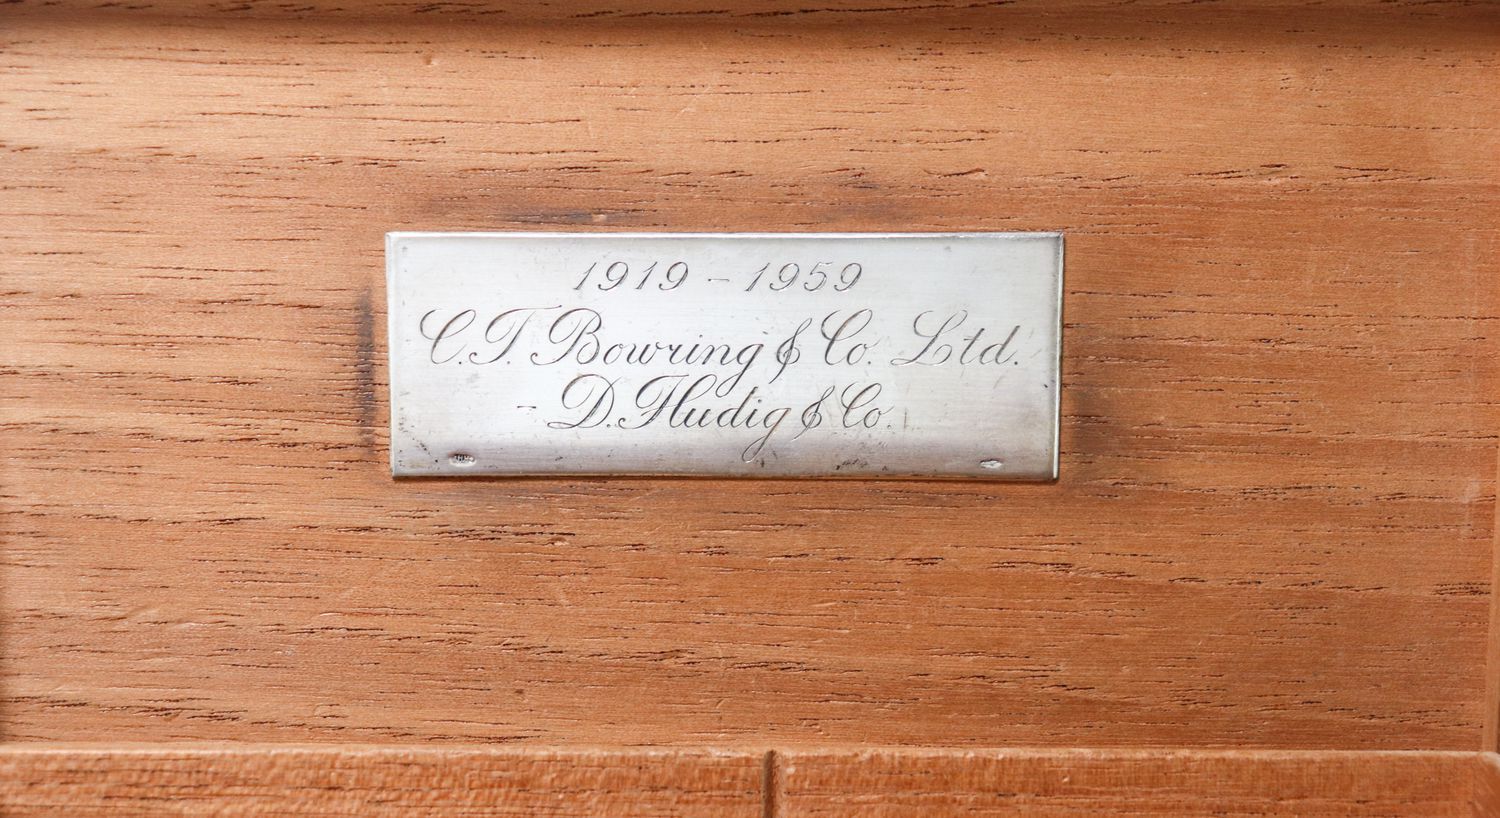 1919 - 1959
C.T. Bowring & Co. Ltd.
- D. Hudig & Co.